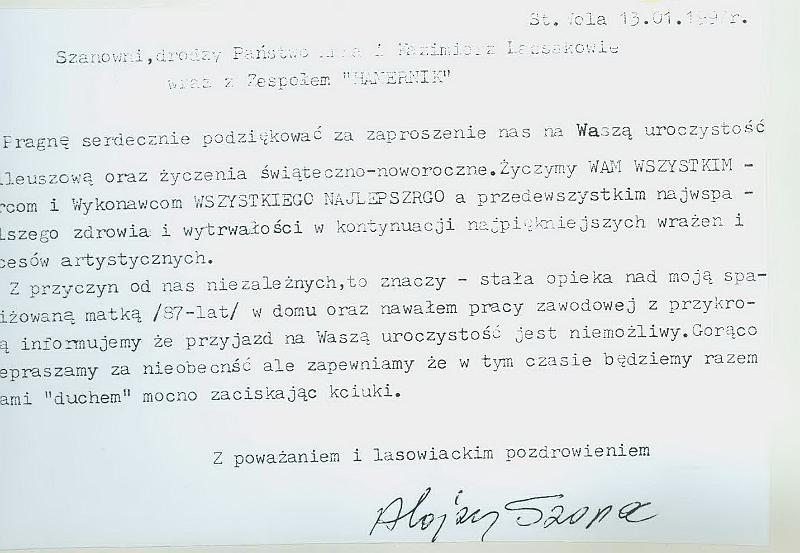 St. Wola 13.01.1997r.
Szanowni,drodzy Państwo i Kazimierz Lassakowie
wraz z Zespołem "HAMERNIK"
Pragnę serdecznie podziękować za zaproszenie nas na Waszą uroczystość
ileuszową oraz życzenia świąteczno-noworoczne.Życzymy WAM WSZYSTKIM -
rcom i Wykonawcom WSZYSTKIEGO NAJLEPSZRGO a przedewszystkim najwspa -
lszego zdrowia i wytrwałości w kontynuacji najpiękniejszych wrażen i
cesów artystycznych.
Z przyczyn od nas niezależnych,to znaczy - stała opieka nad moją spa-
iżowaną matką /87-lat/ w domu oraz nawałem pracy zawodowej z przykro-
ą informujemy że przyjazd na Waszą uroczystość jest niemożliwy.Gorąco
epraszamy za nieobecnść ale zapewniamy że w tym czasie będziemy razem
ami "duchem" mocno zaciskając kciuki.
Z poważaniem i lasowiackim pozdrowieniem
Alojzy Szopa